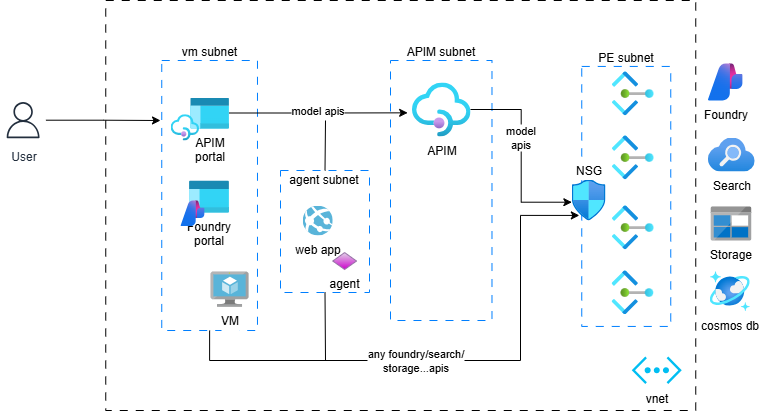 vm subnet
APIM subnet
PE subnet
User
APIM
portal
model apis
APIM
model
apis
Foundry
NSG
agent subnet
Search
Foundry
portal
web app
Storage
agent
VM
cosmos db
any foundry/search/
storage...apis
vnet